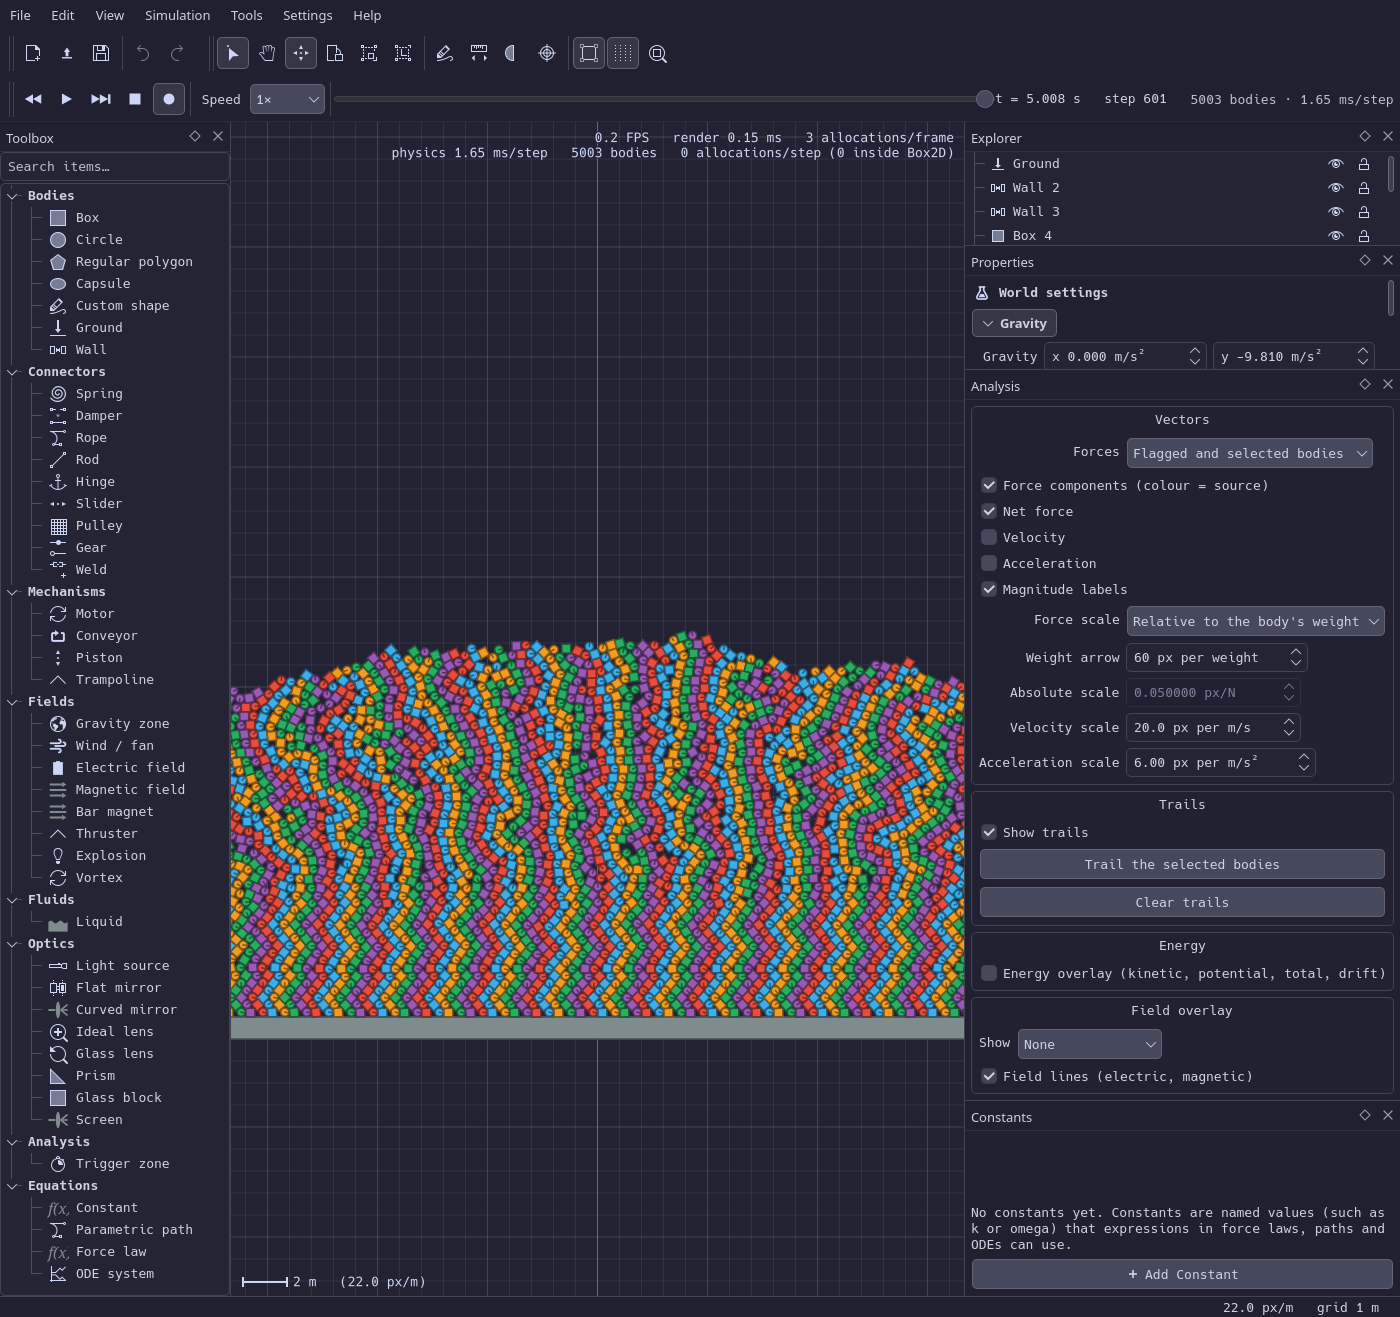 File Edit View Simulation Tools Settings Help
Speed 1× t = 5.008 s step 601 5003 bodies · 1.65 ms/step
Toolbox
Search items…
Bodies
Box
Circle
Regular polygon
Capsule
Custom shape
Ground
Wall
Connectors
Spring
Damper
Rope
Rod
Hinge
Slider
Pulley
Gear
Weld
Mechanisms
Motor
Conveyor
Piston
Trampoline
Fields
Gravity zone
Wind / fan
Electric field
Magnetic field
Bar magnet
Thruster
Explosion
Vortex
Fluids
Liquid
Optics
Light source
Flat mirror
Curved mirror
Ideal lens
Glass lens
Prism
Glass block
Screen
Analysis
Trigger zone
Equations
f(x, Constant
Parametric path
f(x, Force law
ODE system
0.2 FPS render 0.15 ms 3 allocations/frame
physics 1.65 ms/step 5003 bodies 0 allocations/step (0 inside Box2D)
2 m (22.0 px/m)
Explorer
Ground
Wall 2
Wall 3
Box 4
Properties
World settings
Gravity
Gravity x 0.000 m/s² y -9.810 m/s²
Analysis
Vectors
Forces Flagged and selected bodies
Force components (colour = source)
Net force
Velocity
Acceleration
Magnitude labels
Force scale Relative to the body's weight
Weight arrow 60 px per weight
Absolute scale 0.050000 px/N
Velocity scale 20.0 px per m/s
Acceleration scale 6.00 px per m/s²
Trails
Show trails
Trail the selected bodies
Clear trails
Energy
Energy overlay (kinetic, potential, total, drift)
Field overlay
Show None
Field lines (electric, magnetic)
Constants
No constants yet. Constants are named values (such as
k or omega) that expressions in force laws, paths and
ODEs can use.
+ Add Constant
22.0 px/m grid 1 m